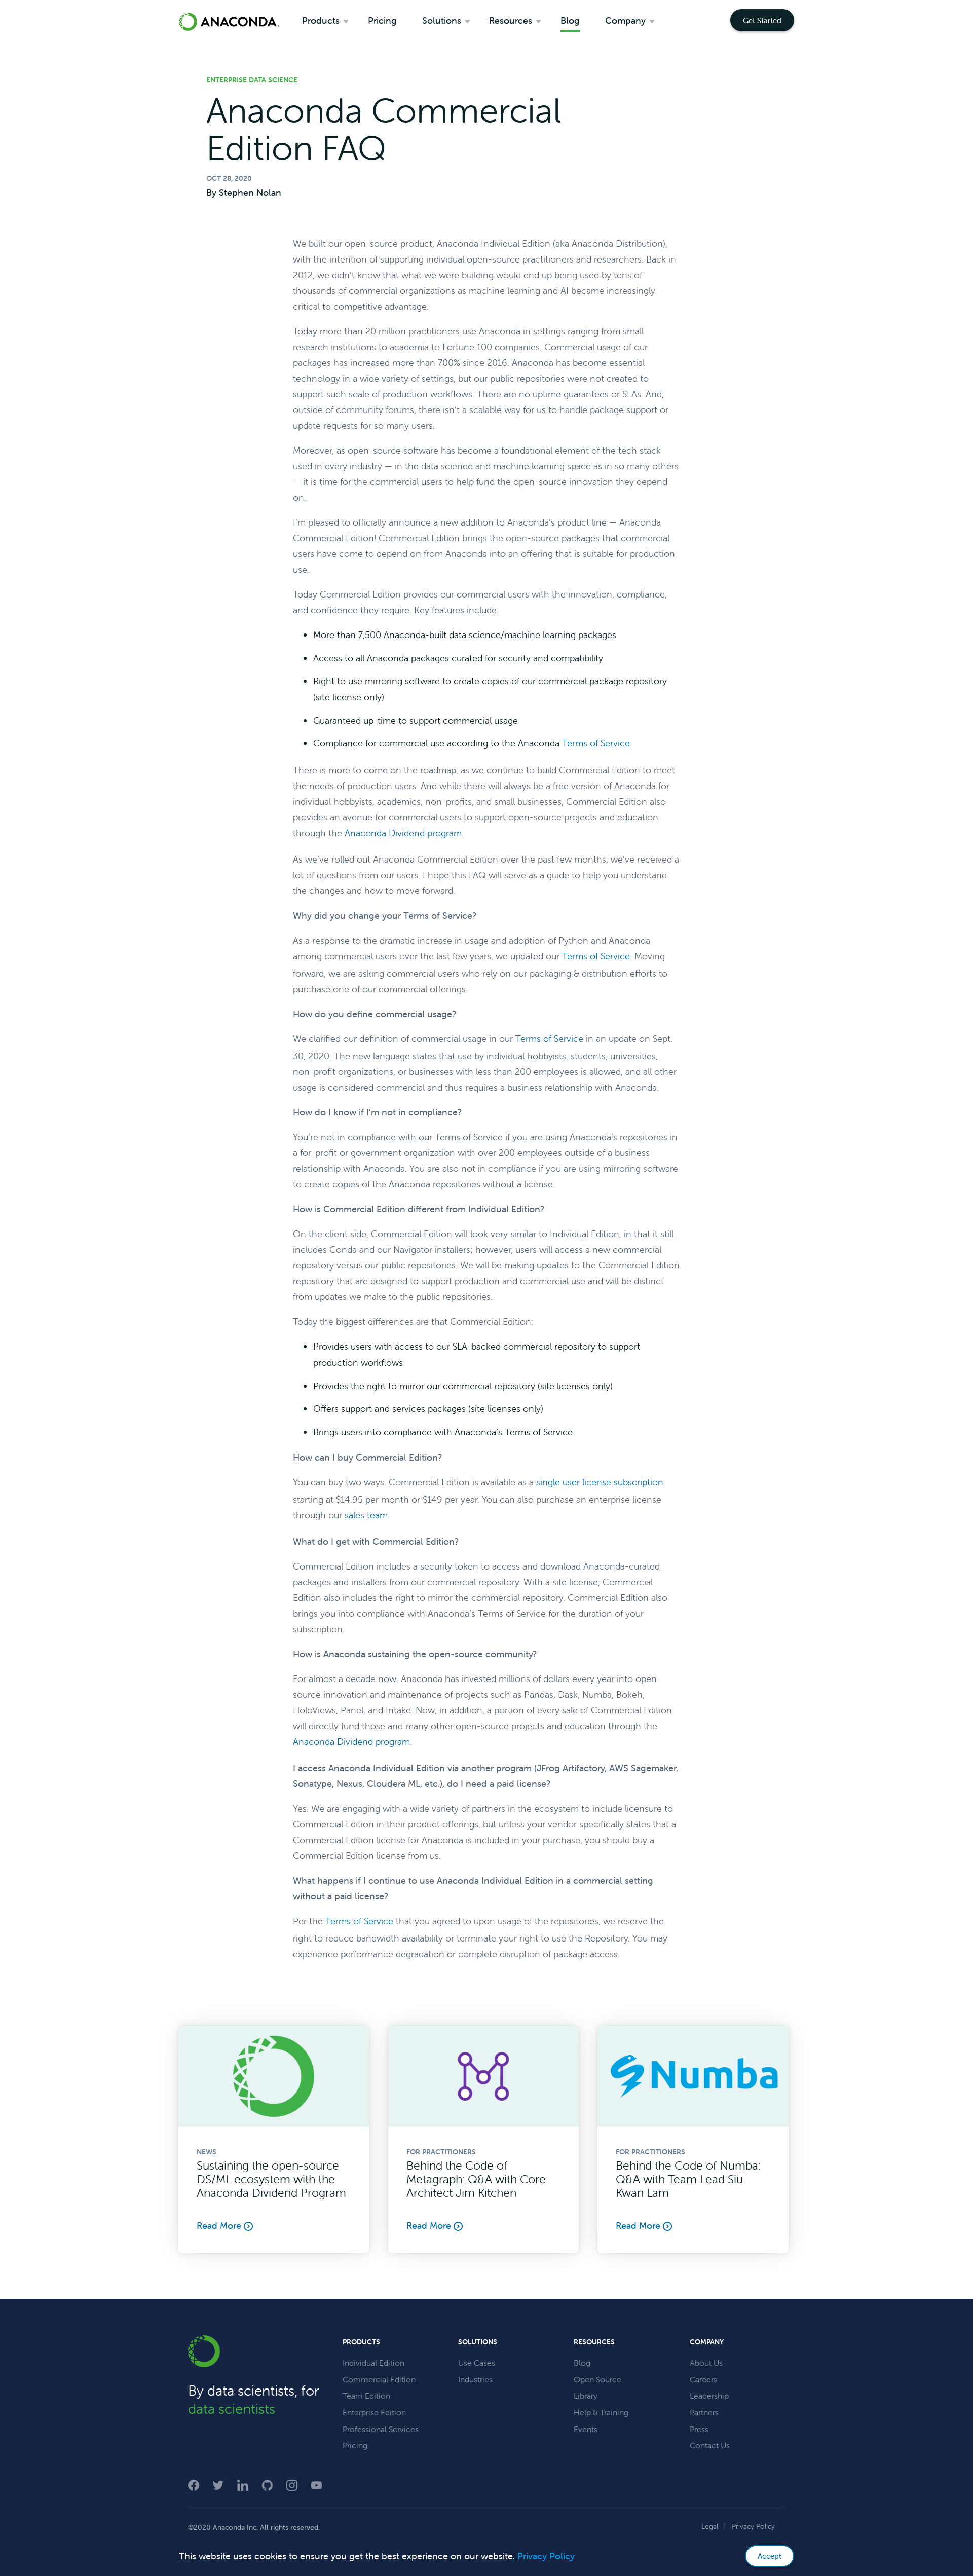 ANACONDA.
Products
Pricing
Solutions
Resources
Blog
Company
Get Started
ENTERPRISE DATA SCIENCE
Anaconda Commercial
Edition FAQ
OCT 28, 2020
By Stephen Nolan
We built our open-source product, Anaconda Individual Edition (aka Anaconda Distribution),
with the intention of supporting individual open-source practitioners and researchers. Back in
2012, we didn't know that what we were building would end up being used by tens of
thousands of commercial organizations as machine learning and AI became increasingly
critical to competitive advantage.
Today more than 20 million practitioners use Anaconda in settings ranging from small
research institutions to academia to Fortune 100 companies. Commercial usage of our
packages has increased more than 700% since 2016. Anaconda has become essential
technology in a wide variety of settings, but our public repositories were not created to
support such scale of production workflows. There are no uptime guarantees or SLAs. And,
outside of community forums, there isn't a scalable way for us to handle package support or
update requests for so many users.
Moreover, as open-source software has become a foundational element of the tech stack
used in every industry — in the data science and machine learning space as in so many others
— it is time for the commercial users to help fund the open-source innovation they depend
on.
I'm pleased to officially announce a new addition to Anaconda's product line — Anaconda
Commercial Edition! Commercial Edition brings the open-source packages that commercial
users have come to depend on from Anaconda into an offering that is suitable for production
use.
Today Commercial Edition provides our commercial users with the innovation, compliance,
and confidence they require. Key features include:
• More than 7,500 Anaconda-built data science/machine learning packages
• Access to all Anaconda packages curated for security and compatibility
• Right to use mirroring software to create copies of our commercial package repository
(site license only)
• Guaranteed up-time to support commercial usage
• Compliance for commercial use according to the Anaconda Terms of Service
There is more to come on the roadmap, as we continue to build Commercial Edition to meet
the needs of production users. And while there will always be a free version of Anaconda for
individual hobbyists, academics, non-profits, and small businesses, Commercial Edition also
provides an avenue for commercial users to support open-source projects and education
through the Anaconda Dividend program.
As we've rolled out Anaconda Commercial Edition over the past few months, we've received a
lot of questions from our users. I hope this FAQ will serve as a guide to help you understand
the changes and how to move forward.
Why did you change your Terms of Service?
As a response to the dramatic increase in usage and adoption of Python and Anaconda
among commercial users over the last few years, we updated our Terms of Service. Moving
forward, we are asking commercial users who rely on our packaging & distribution efforts to
purchase one of our commercial offerings.
How do you define commercial usage?
We clarified our definition of commercial usage in our Terms of Service in an update on Sept.
30, 2020. The new language states that use by individual hobbyists, students, universities,
non-profit organizations, or businesses with less than 200 employees is allowed, and all other
usage is considered commercial and thus requires a business relationship with Anaconda.
How do I know if I'm not in compliance?
You're not in compliance with our Terms of Service if you are using Anaconda's repositories in
a for-profit or government organization with over 200 employees outside of a business
relationship with Anaconda. You are also not in compliance if you are using mirroring software
to create copies of the Anaconda repositories without a license.
How is Commercial Edition different from Individual Edition?
On the client side, Commercial Edition will look very similar to Individual Edition, in that it still
includes Conda and our Navigator installers; however, users will access a new commercial
repository versus our public repositories. We will be making updates to the Commercial Edition
repository that are designed to support production and commercial use and will be distinct
from updates we make to the public repositories.
Today the biggest differences are that Commercial Edition:
• Provides users with access to our SLA-backed commercial repository to support
production workflows
• Provides the right to mirror our commercial repository (site licenses only)
• Offers support and services packages (site licenses only)
• Brings users into compliance with Anaconda's Terms of Service
How can I buy Commercial Edition?
You can buy two ways. Commercial Edition is available as a single user license subscription
starting at $14.95 per month or $149 per year. You can also purchase an enterprise license
through our sales team.
What do I get with Commercial Edition?
Commercial Edition includes a security token to access and download Anaconda-curated
packages and installers from our commercial repository. With a site license, Commercial
Edition also includes the right to mirror the commercial repository. Commercial Edition also
brings you into compliance with Anaconda's Terms of Service for the duration of your
subscription.
How is Anaconda sustaining the open-source community?
For almost a decade now, Anaconda has invested millions of dollars every year into open-
source innovation and maintenance of projects such as Pandas, Dask, Numba, Bokeh,
HoloViews, Panel, and Intake. Now, in addition, a portion of every sale of Commercial Edition
will directly fund those and many other open-source projects and education through the
Anaconda Dividend program.
I access Anaconda Individual Edition via another program (JFrog Artifactory, AWS Sagemaker,
Sonatype, Nexus, Cloudera ML, etc.), do I need a paid license?
Yes. We are engaging with a wide variety of partners in the ecosystem to include licensure to
Commercial Edition in their product offerings, but unless your vendor specifically states that a
Commercial Edition license for Anaconda is included in your purchase, you should buy a
Commercial Edition license from us.
What happens if I continue to use Anaconda Individual Edition in a commercial setting
without a paid license?
Per the Terms of Service that you agreed to upon usage of the repositories, we reserve the
right to reduce bandwidth availability or terminate your right to use the Repository. You may
experience performance degradation or complete disruption of package access.
Numba
NEWS
Sustaining the open-source
DS/ML ecosystem with the
Anaconda Dividend Program
Read More
FOR PRACTITIONERS
Behind the Code of
Metagraph: Q&A with Core
Architect Jim Kitchen
Read More
FOR PRACTITIONERS
Behind the Code of Numba:
Q&A with Team Lead Siu
Kwan Lam
Read More
By data scientists, for
data scientists
PRODUCTS
Individual Edition
Commercial Edition
Team Edition
Enterprise Edition
Professional Services
Pricing
SOLUTIONS
Use Cases
Industries
RESOURCES
Blog
Open Source
Library
Help & Training
Events
COMPANY
About Us
Careers
Leadership
Partners
Press
Contact Us
©2020 Anaconda Inc. All rights reserved.
Legal | Privacy Policy
This website uses cookies to ensure you get the best experience on our website. Privacy Policy
Accept